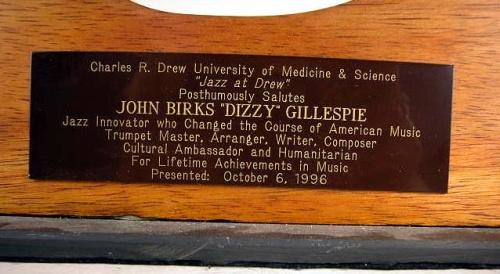 Charles R. Drew University of Medicine & Science
"Jazz at Drew"
Posthumously Salutes
JOHN BIRKS "DIZZY" GILLESPIE
Jazz Innovator who Changed the Course of American Music
Trumpet Master, Arranger, Writer, Composer
Cultural Ambassador and Humanitarian
For Lifetime Achievements in Music
Presented: October 6, 1996